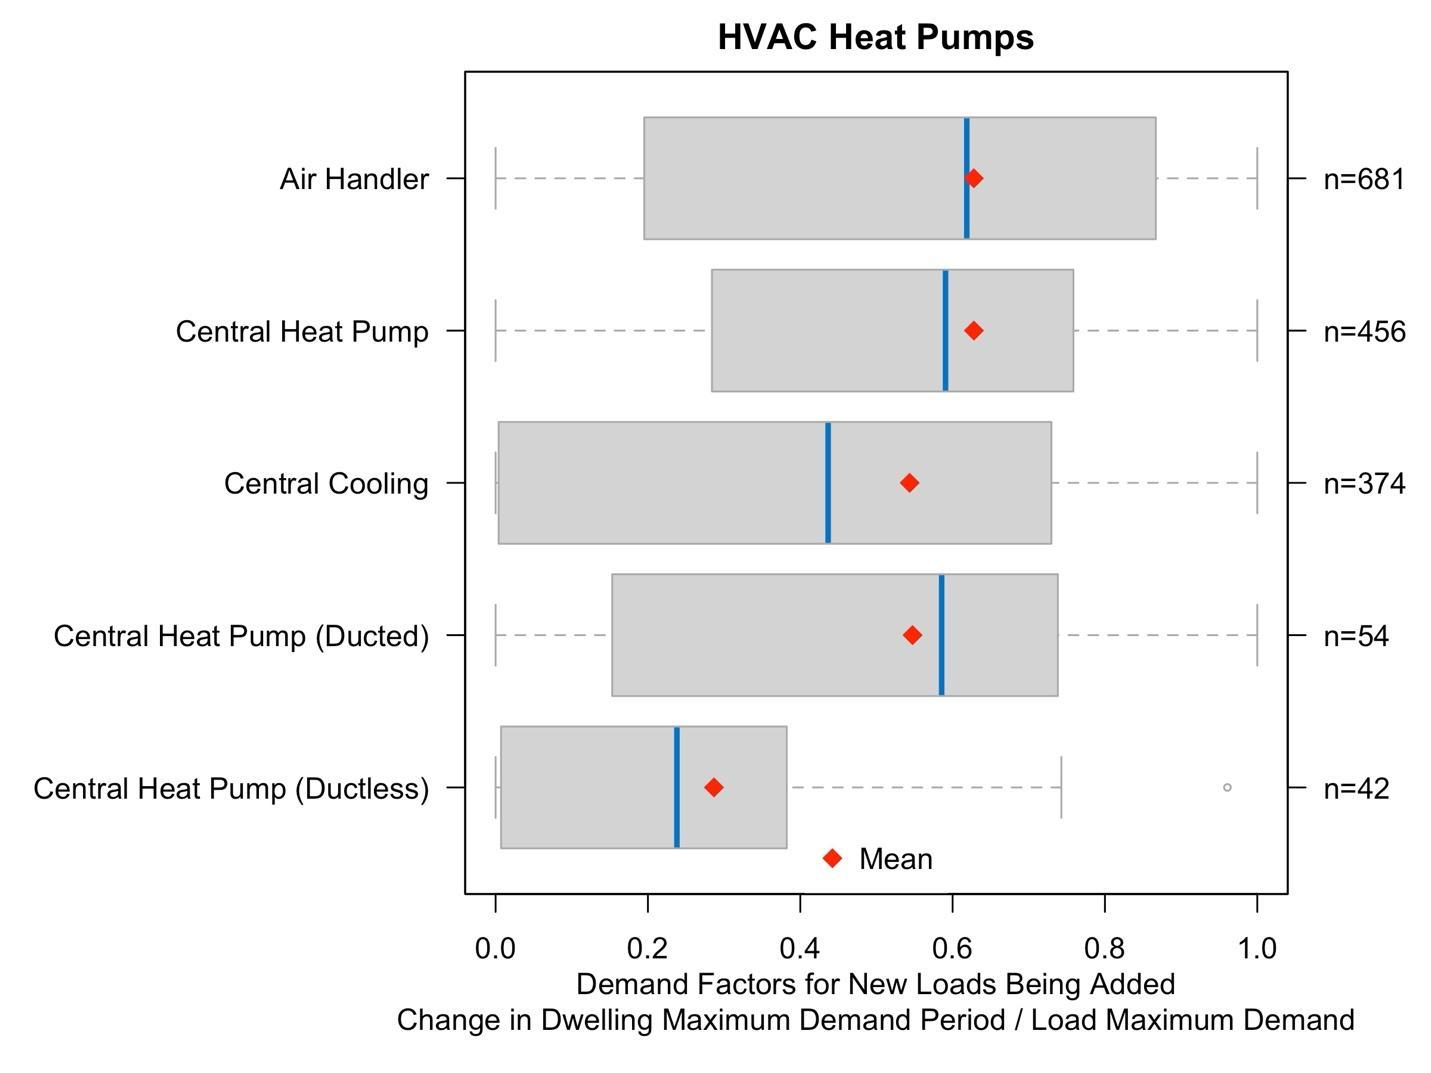 HVAC Heat Pumps
Air Handler
n=681
Central Heat Pump
n=456
Central Cooling
n=374
Central Heat Pump (Ducted)
n=54
Central Heat Pump (Ductless)
n=42
Mean
0.0 0.2 0.4 0.6 0.8 1.0
Demand Factors for New Loads Being Added
Change in Dwelling Maximum Demand Period / Load Maximum Demand